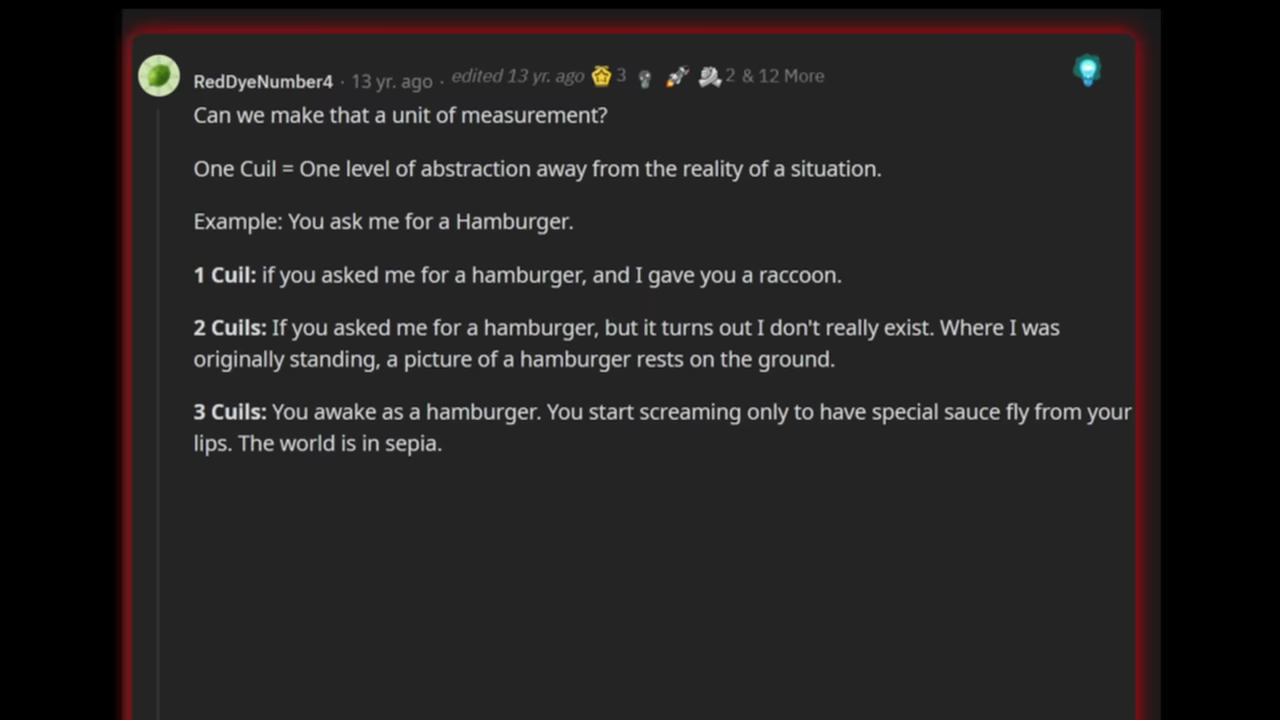 RedDyeNumber4 · 13 yr. ago · edited 13 yr. ago 3 2 & 12 More
Can we make that a unit of measurement?
One Cuil = One level of abstraction away from the reality of a situation.
Example: You ask me for a Hamburger.
1 Cuil: if you asked me for a hamburger, and I gave you a raccoon.
2 Cuils: If you asked me for a hamburger, but it turns out I don't really exist. Where I was
originally standing, a picture of a hamburger rests on the ground.
3 Cuils: You awake as a hamburger. You start screaming only to have special sauce fly from your
lips. The world is in sepia.